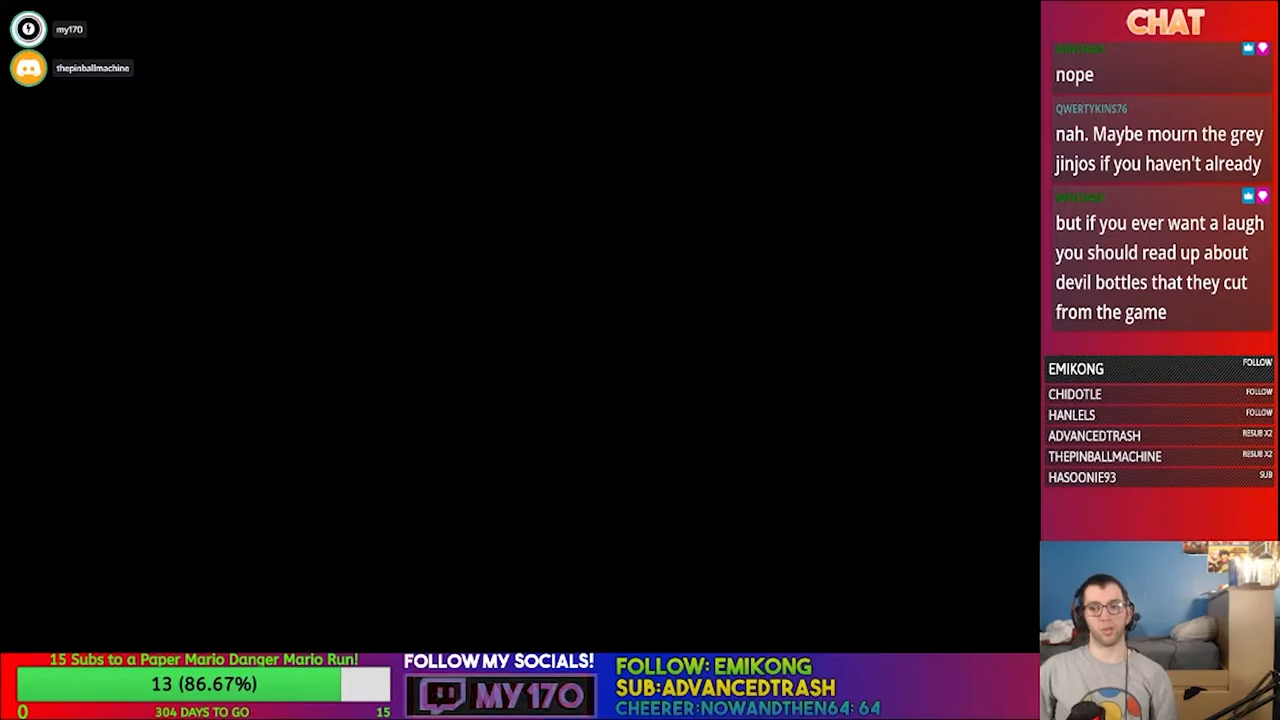 my170
thepinballmachine
CHAT
nope
QWERTYKINS76
nah. Maybe mourn the grey
jinjos if you haven't already
but if you ever want a laugh
you should read up about
devil bottles that they cut
from the game
EMIKONG FOLLOW
CHIDOTLE FOLLOW
HANLELS FOLLOW
ADVANCEDTRASH RESUB X2
THEPINBALLMACHINE RESUB X2
HASOONIE93 SUB
15 Subs to a Paper Mario Danger Mario Run!
13 (86.67%)
0 304 DAYS TO GO 15
FOLLOW MY SOCIALS!
MY170
FOLLOW: EMIKONG
SUB:ADVANCEDTRASH
CHEERER:NOWANDTHEN64: 64